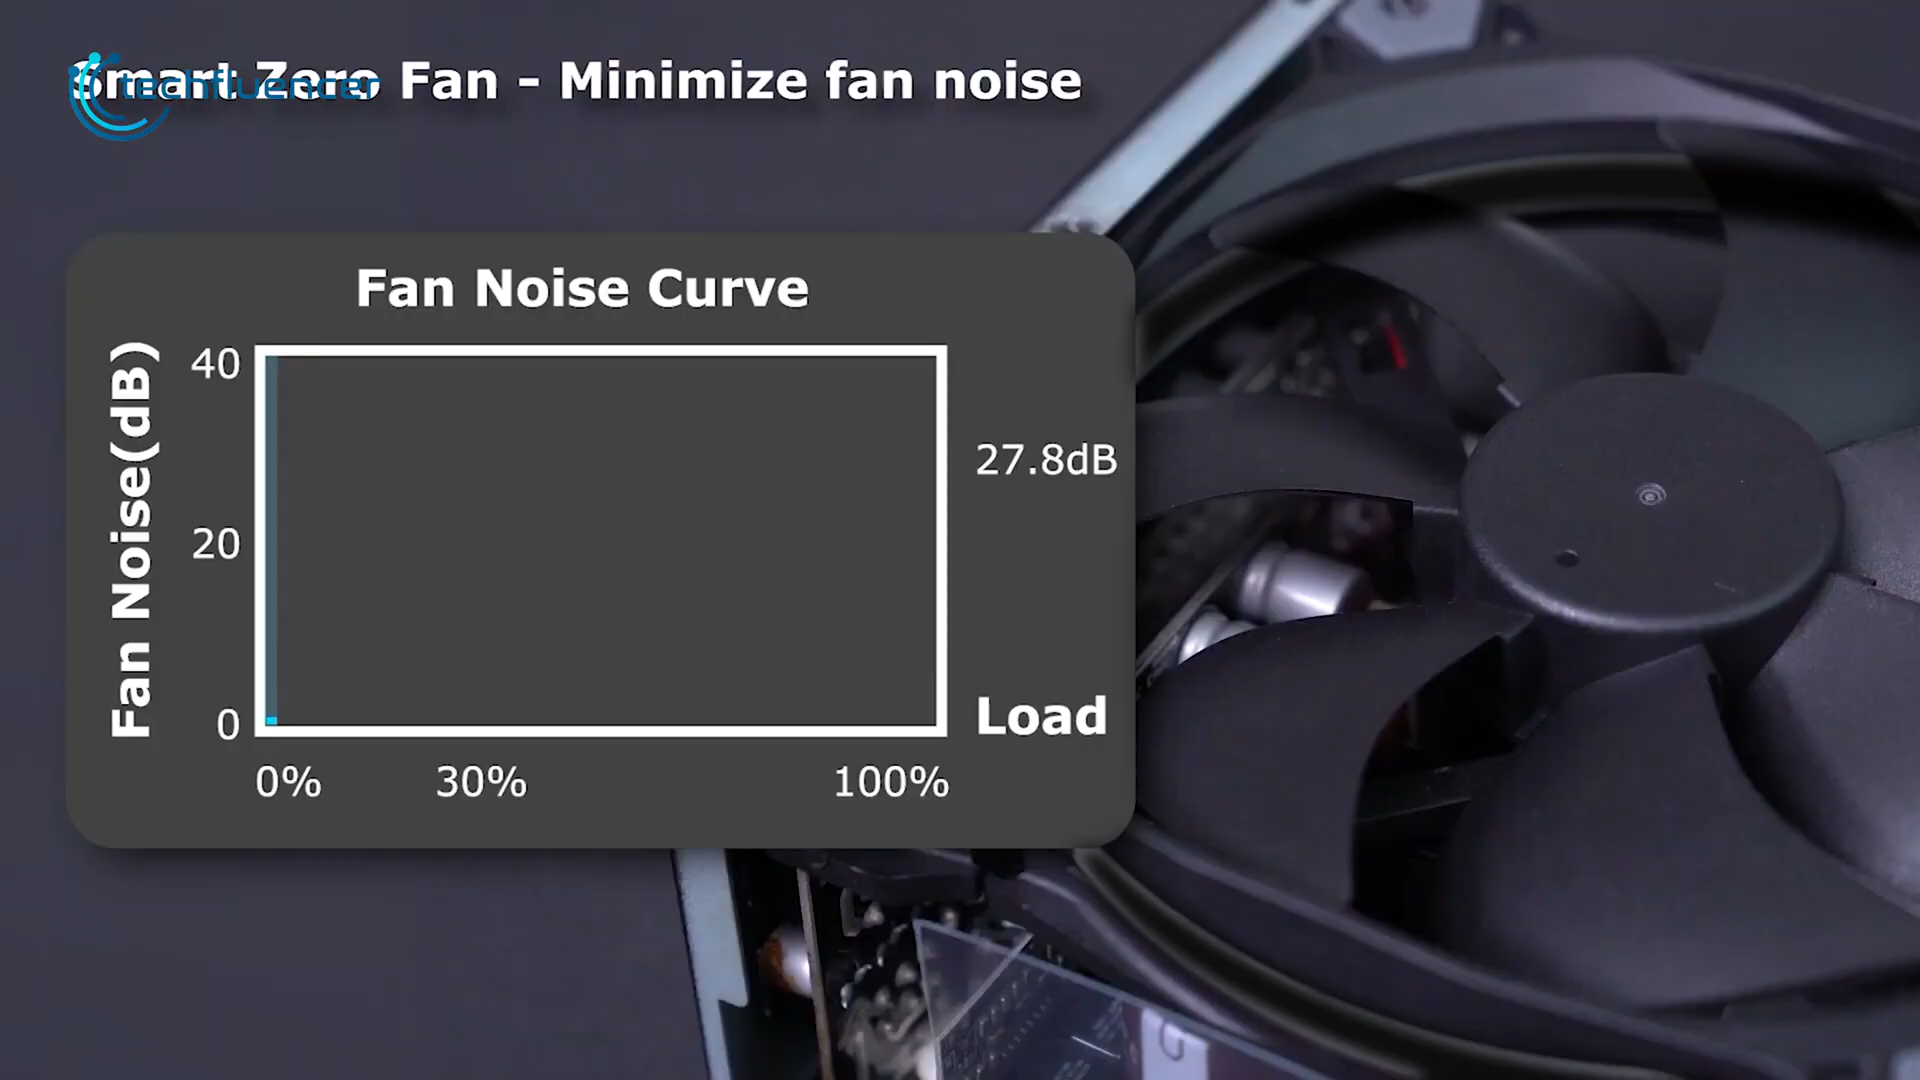 Smart Zero Fan - Minimize fan noise
techfluencer
Fan Noise Curve
Fan Noise(dB)
40
20
0
27.8dB
Load
0% 30% 100%
G